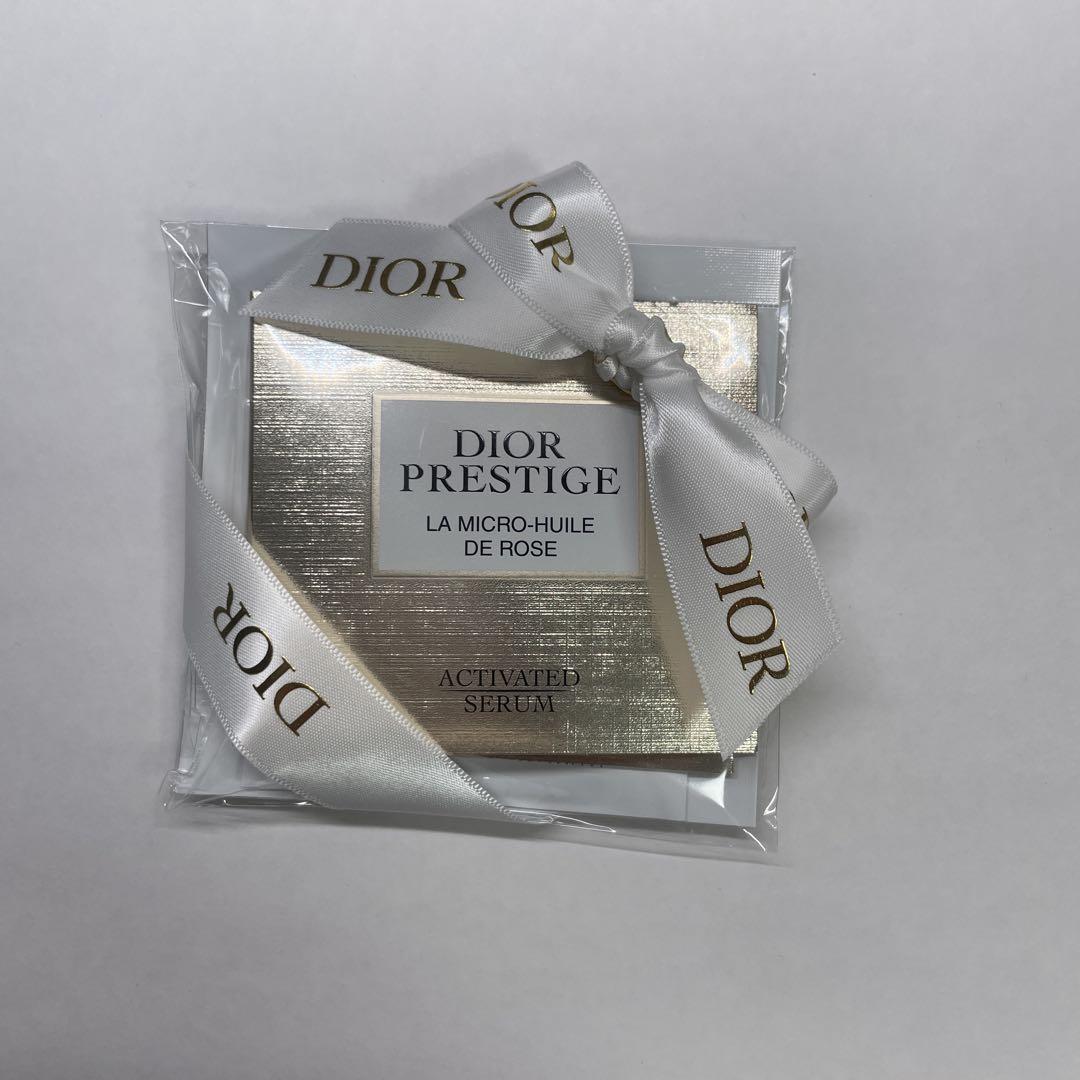 DIOR
DIOR
DIOR
PRESTIGE
LA MICRO-HUILE
DE ROSE
DIOR
DIOR
ACTIVATED
SERUM